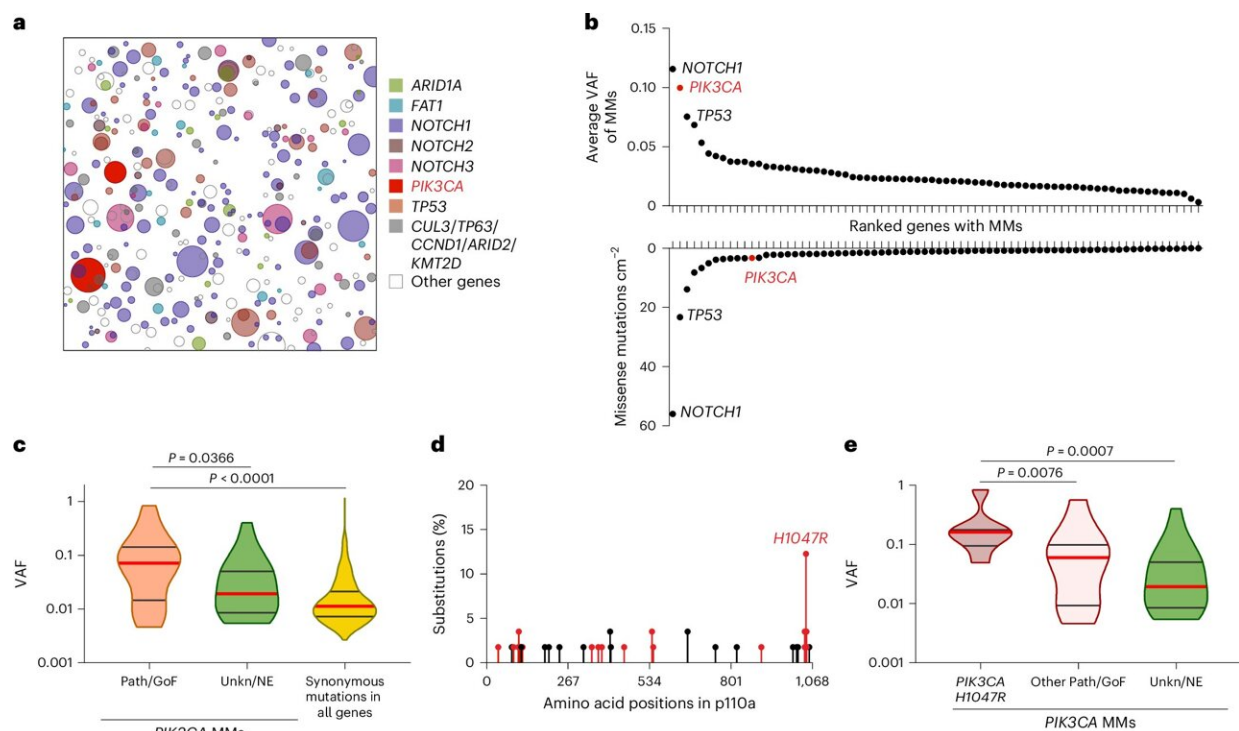 a
ARID1A
FAT1
NOTCH1
NOTCH2
NOTCH3
PIK3CA
TP53
CUL3/TP63/
CCND1/ARID2/
KMT2D
Other genes
b
0.15
0.10
0.05
0
Average VAF
of MMs
NOTCH1
PIK3CA
TP53
Ranked genes with MMs
0
20
40
60
Missense mutations cm−2
PIK3CA
TP53
NOTCH1
c
P = 0.0366
P < 0.0001
1
0.1
0.01
0.001
VAF
Path/GoF
Unkn/NE
Synonymous
mutations in
all genes
PIK3CA MMs
d
20
15
10
5
0
Substitutions (%)
H1047R
0
267
534
801
1,068
Amino acid positions in p110a
e
P = 0.0007
P = 0.0076
1
0.1
0.01
0.001
VAF
PIK3CA
H1047R
Other Path/GoF
Unkn/NE
PIK3CA MMs